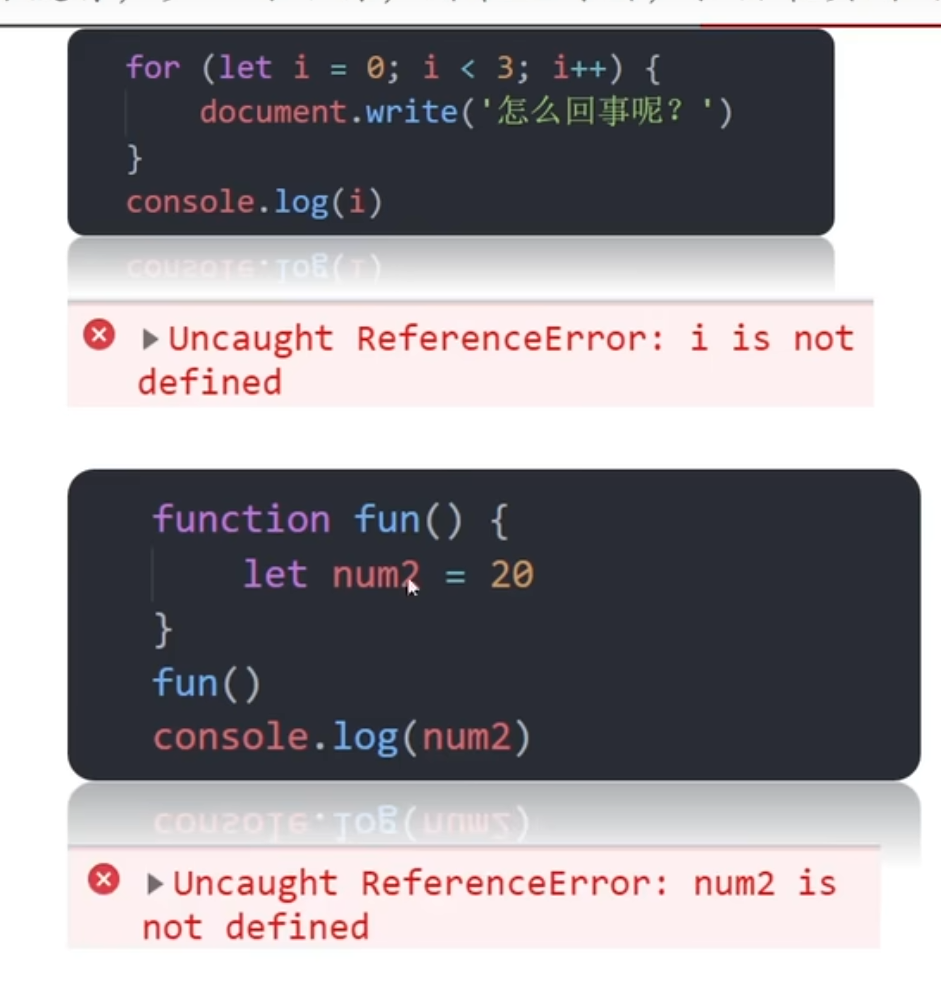 for (let i = 0; i < 3; i++) {
    document.write('怎么回事呢？')
}
console.log(i)
Uncaught ReferenceError: i is not
defined
function fun() {
    let num2 = 20
}
fun()
console.log(num2)
Uncaught ReferenceError: num2 is
not defined